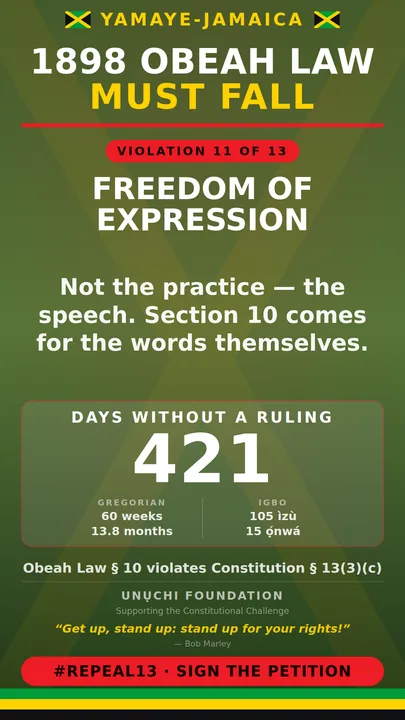 YAMAYE-JAMAICA
1898 OBEAH LAW
MUST FALL
VIOLATION 11 OF 13
FREEDOM OF
EXPRESSION
Not the practice — the
speech. Section 10 comes
for the words themselves.
DAYS WITHOUT A RULING
421
GREGORIAN
60 weeks
13.8 months
IGBO
105 ìzù
15 ọ́nwá
Obeah Law § 10 violates Constitution § 13(3)(c)
UNỤCHI FOUNDATION
Supporting the Constitutional Challenge
“Get up, stand up: stand up for your rights!”
— Bob Marley
#REPEAL13 · SIGN THE PETITION